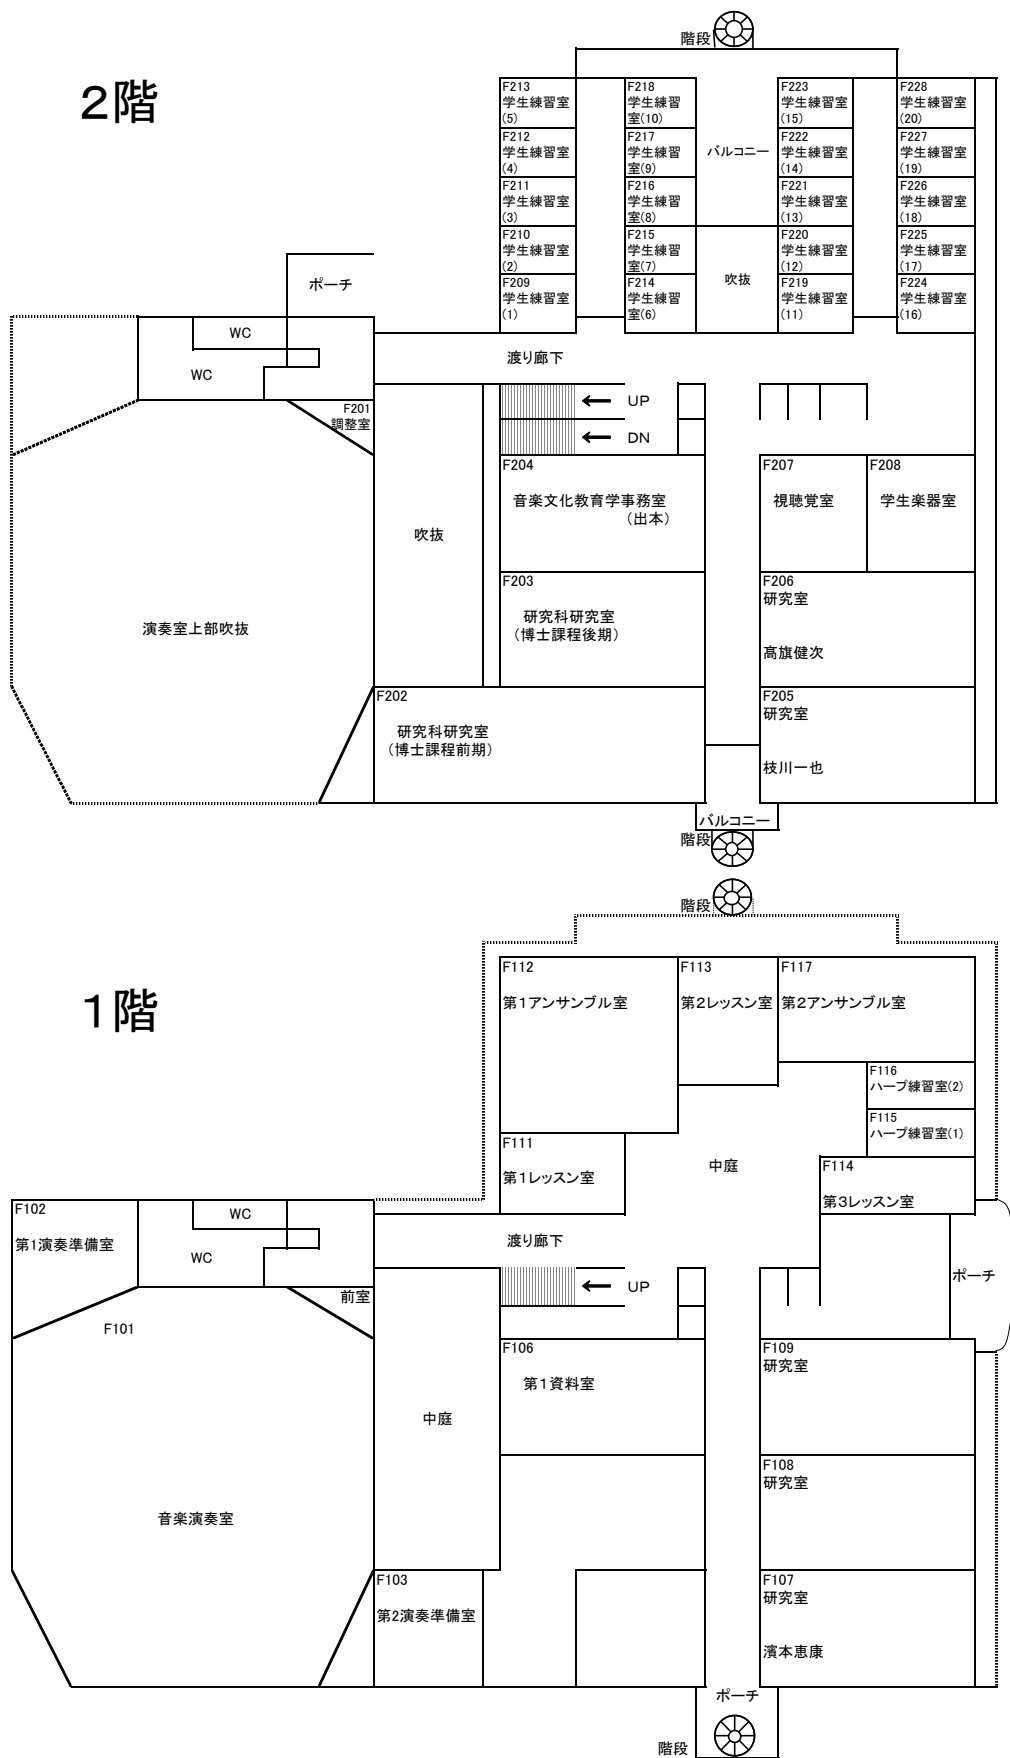 階段
2階
F213
学生練習室
(5)
F218
学生練習
室(10)
F223
学生練習室
(15)
F228
学生練習室
(20)
F212
学生練習室
(4)
F217
学生練習
室(9)
バルコニー
F222
学生練習室
(14)
F227
学生練習室
(19)
F211
学生練習室
(3)
F216
学生練習
室(8)
F221
学生練習室
(13)
F226
学生練習室
(18)
F210
学生練習室
(2)
F215
学生練習
室(7)
F220
学生練習室
(12)
F225
学生練習室
(17)
F209
学生練習室
(1)
F214
学生練習
室(6)
吹抜
F219
学生練習室
(11)
F224
学生練習室
(16)
ポーチ
WC
WC
渡り廊下
F201
調整室
UP
DN
F204
音楽文化教育学事務室
(出本)
F207
視聴覚室
F208
学生楽器室
吹抜
F203
研究科研究室
(博士課程後期)
F206
研究室
髙旗健次
演奏室上部吹抜
F202
研究科研究室
(博士課程前期)
F205
研究室
枝川一也
バルコニー
階段
階段
1階
F112
第1アンサンブル室
F113
第2レッスン室
F117
第2アンサンブル室
F116
ハープ練習室(2)
F115
ハープ練習室(1)
F111
第1レッスン室
中庭
F114
第3レッスン室
F102
第1演奏準備室
WC
WC
渡り廊下
ポーチ
UP
前室
F101
F106
第1資料室
F109
研究室
中庭
F108
研究室
音楽演奏室
F103
第2演奏準備室
F107
研究室
濱本恵康
ポーチ
階段